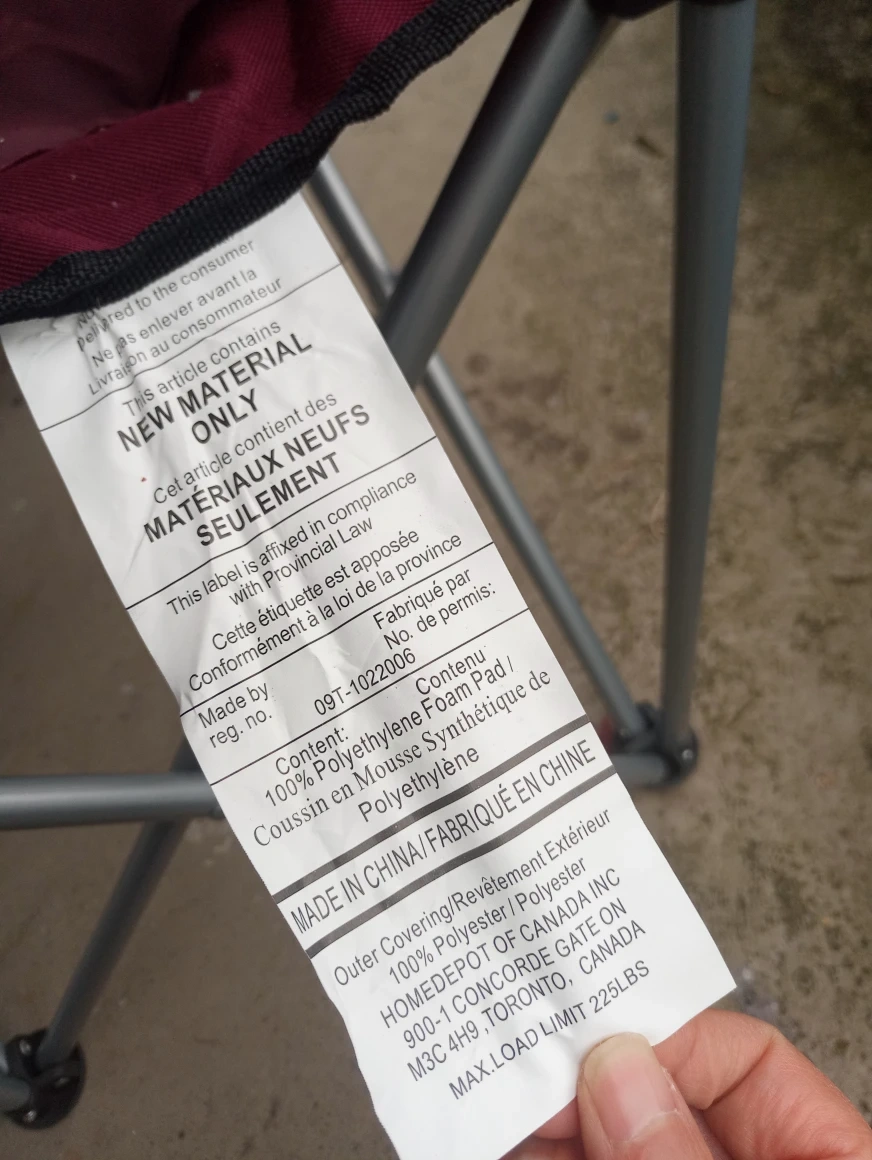 to the consumer
Ne pas enlever avant la
Livraison au consommateur
This article contains
NEW MATERIAL
ONLY
Cet article contient des
MATÉRIAUX NEUFS
SEULEMENT
This label is affixed in compliance
with Provincial Law
Cette étiquette est apposée
Conformément à la loi de la province
Made by Fabriqué par
reg. no. 09T-1022006 No. de permis:
Content: Contenu
100% Polyethylene Foam Pad /
Coussin en Mousse Synthétique de
Polyethylène
MADE IN CHINA/FABRIQUÉ EN CHINE
Outer Covering/Revêtement Extérieur
100% Polyester / Polyester
HOMEDEPOT OF CANADA INC
900-1 CONCORDE GATE ON
M3C 4H9 ,TORONTO, CANADA
MAX.LOAD LIMIT 225LBS